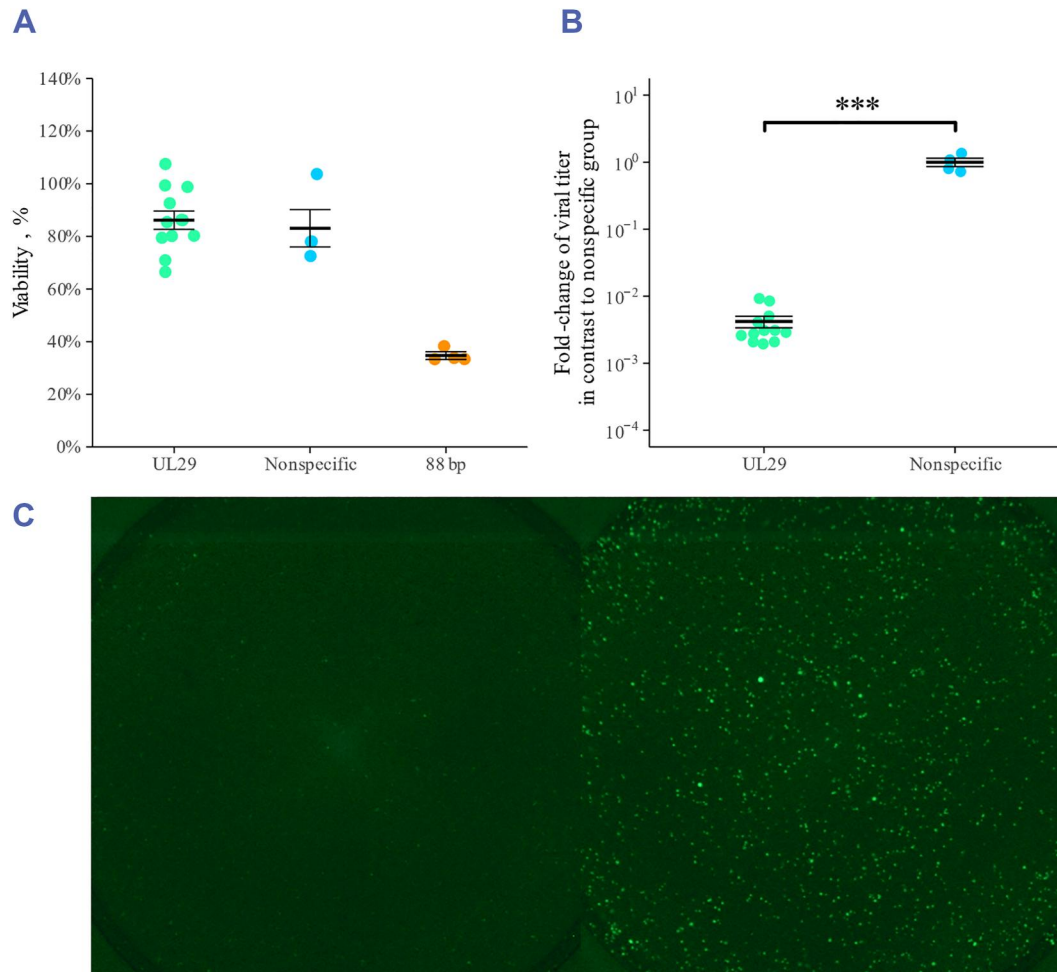 A
B
Viability , %
140%
120%
100%
80%
60%
40%
20%
0%
UL29
Nonspecific
88 bp
Fold-change of viral titer
in contrast to nonspecific group
10¹
10⁰
10⁻¹
10⁻²
10⁻³
10⁻⁴
***
UL29
Nonspecific
C